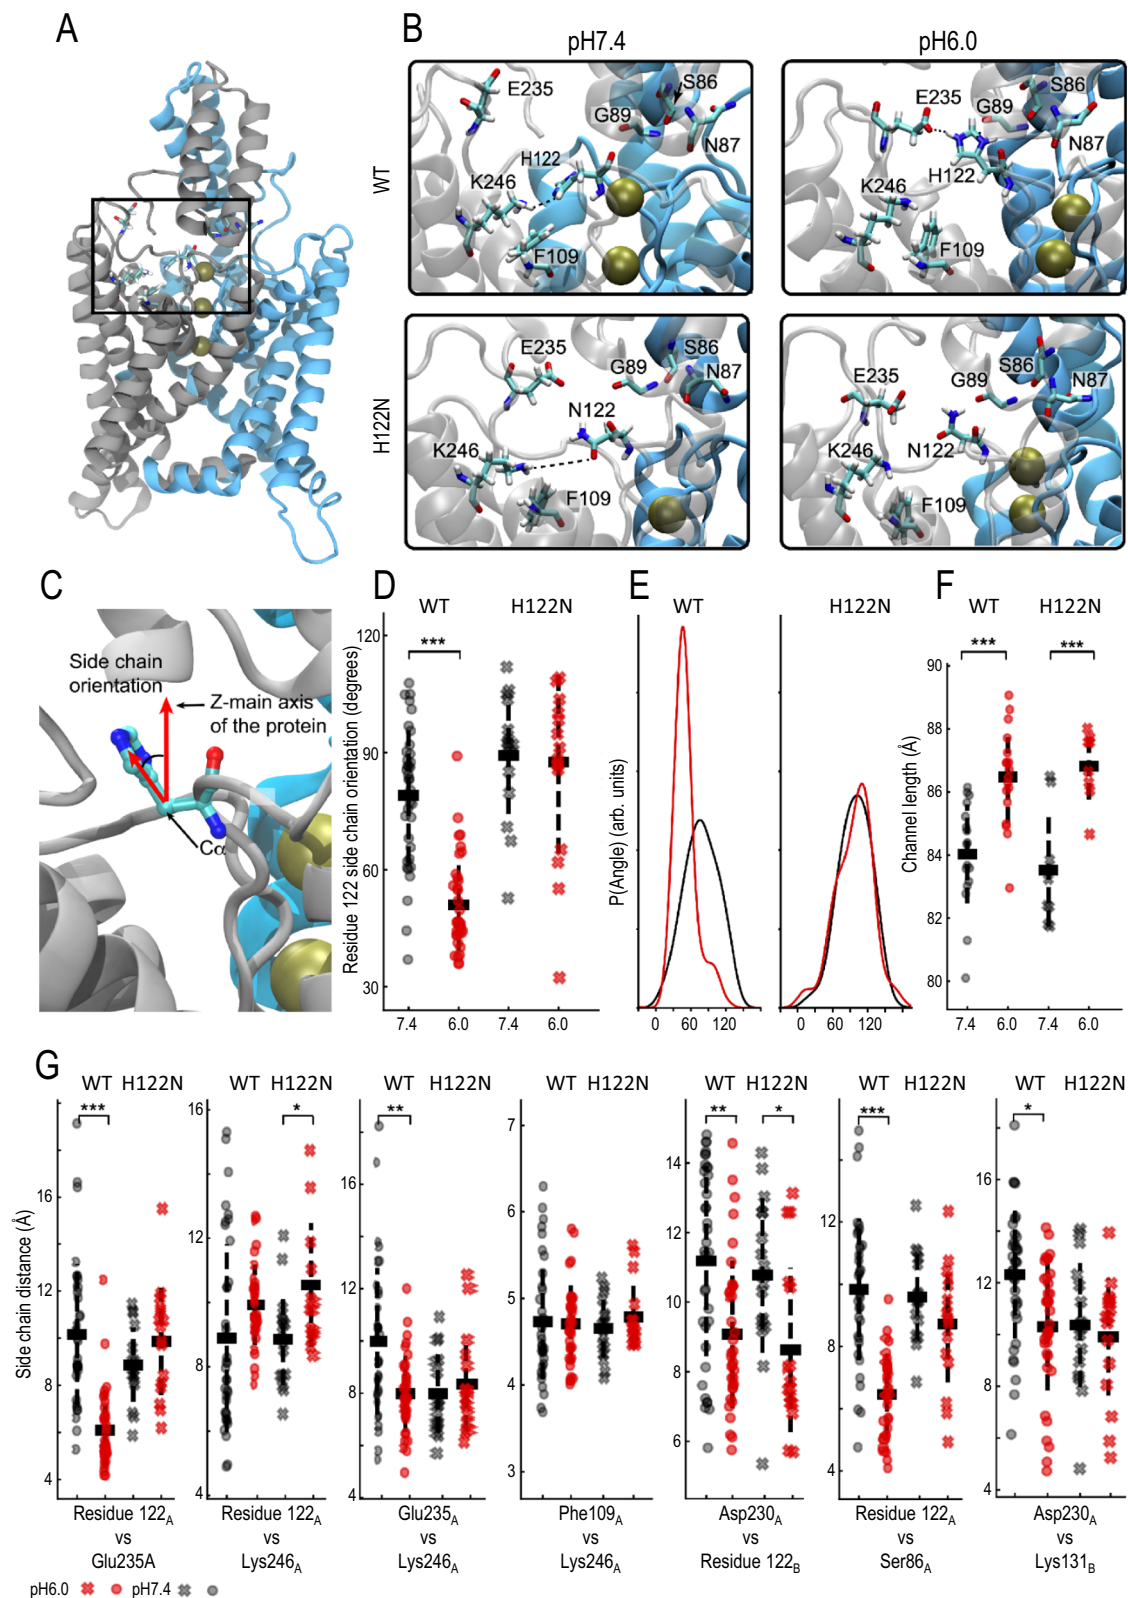 A
B
pH7.4
pH6.0
WT
E235
S86
G89
N87
H122
K246
F109
E235
S86
G89
N87
H122
K246
F109
H122N
E235
S86
G89
N87
N122
K246
F109
E235
S86
G89
N87
N122
K246
F109
C
Side chain
orientation
Z-main axis
of the protein
Cα
D
WT H122N
Residue 122 side chain orientation (degrees)
120
90
60
30
***
7.4 6.0 7.4 6.0
E
WT H122N
P(Angle) (arb. units)
0 60 120
0 60 120
F
WT H122N
Channel length (Å)
90
88
86
84
82
80
*** ***
7.4 6.0 7.4 6.0
G
WT H122N WT H122N WT H122N WT H122N WT H122N WT H122N WT H122N
Side chain distance (Å)
***
16
12
8
4
Residue 122A
vs
Glu235A
*
16
12
8
4
Residue 122A
vs
Lys246A
**
16
12
8
4
Glu235A
vs
Lys246A
7
6
5
4
3
Phe109A
vs
Lys246A
** *
14
12
10
8
6
Asp230A
vs
Residue 122B
***
12
8
4
Residue 122A
vs
Ser86A
*
16
12
8
4
Asp230A
vs
Lys131B
pH6.0 pH7.4